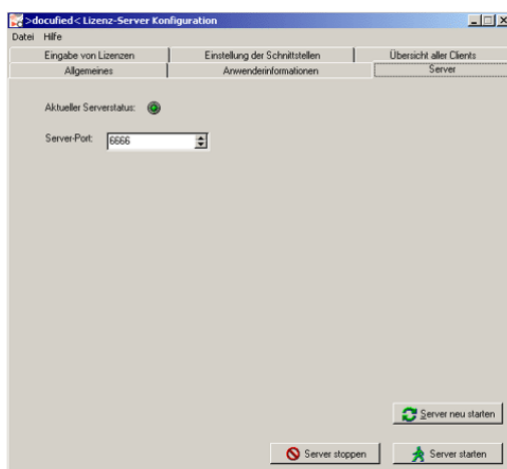 >docufied< Lizenz-Server Konfiguration
Datei Hilfe
Eingabe von Lizenzen Einstellung der Schnittstellen Übersicht aller Clients
Allgemeines Anwenderinformationen Server
Aktueller Serverstatus:
Server-Port: 6666
Server neu starten
Server stoppen Server starten